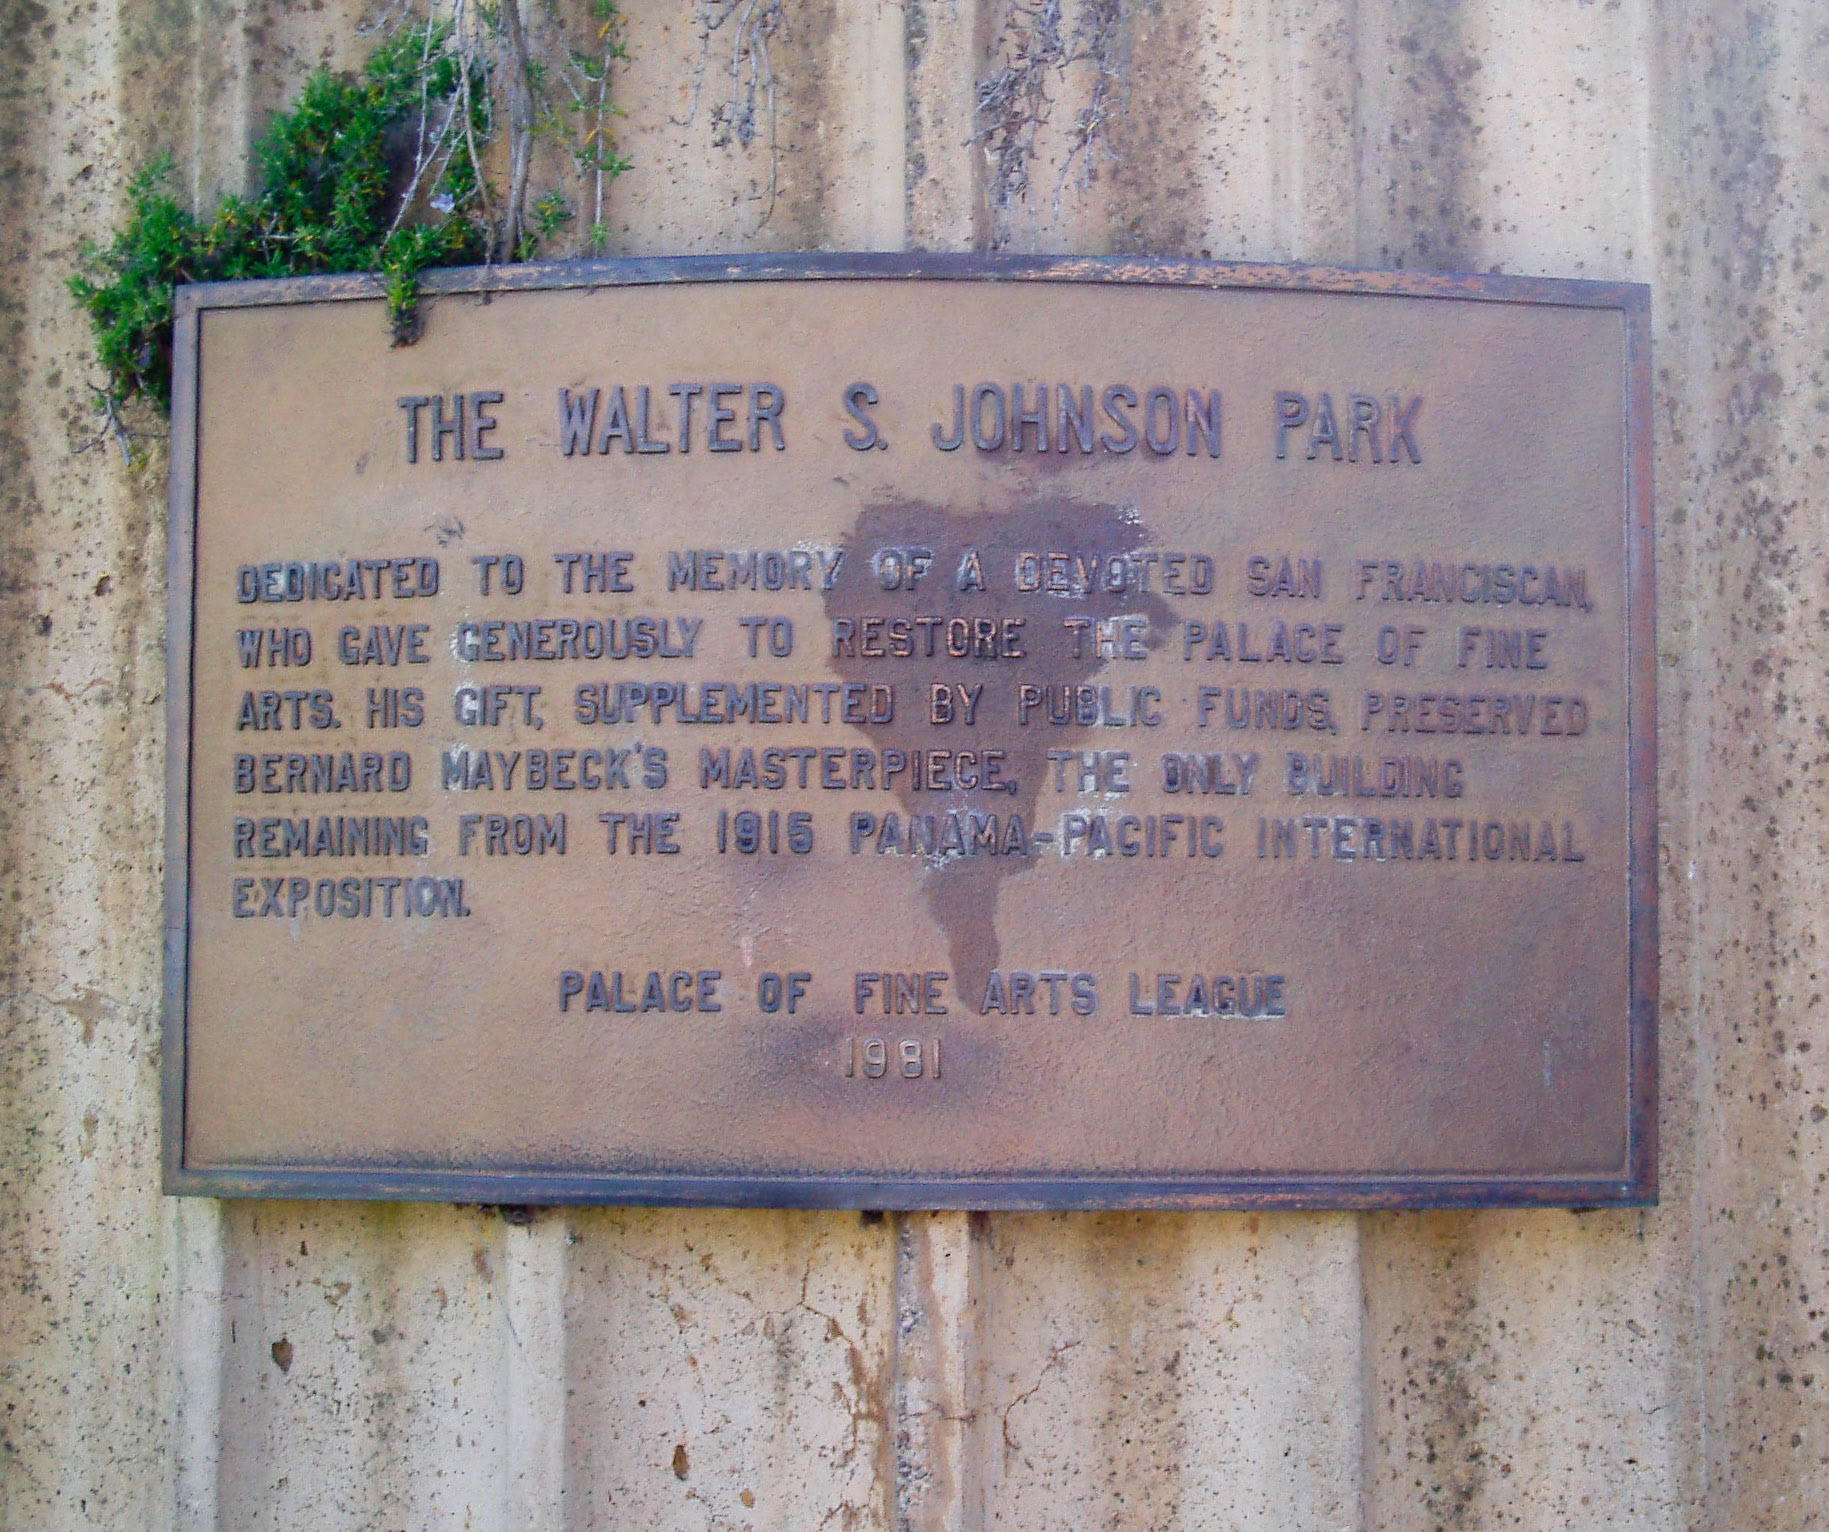 THE WALTER S. JOHNSON PARK
DEDICATED TO THE MEMORY OF A DEVOTED SAN FRANCISCAN,
WHO GAVE GENEROUSLY TO RESTORE THE PALACE OF FINE
ARTS. HIS GIFT, SUPPLEMENTED BY PUBLIC FUNDS, PRESERVED
BERNARD MAYBECK'S MASTERPIECE, THE ONLY BUILDING
REMAINING FROM THE 1915 PANAMA-PACIFIC INTERNATIONAL
EXPOSITION.
PALACE OF FINE ARTS LEAGUE
1981